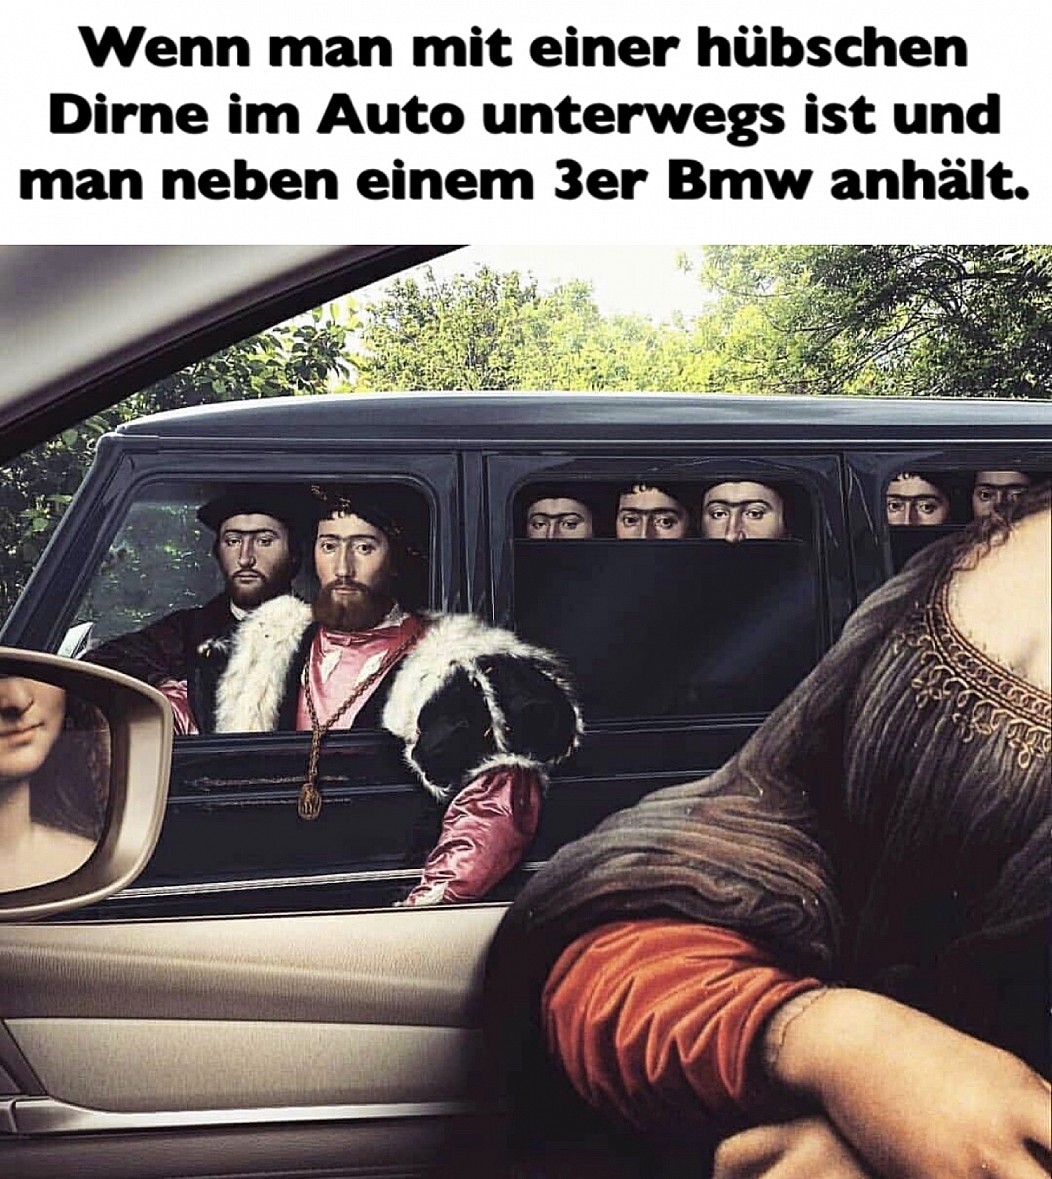 Wenn man mit einer hübschen
Dirne im Auto unterwegs ist und
man neben einem 3er Bmw anhält.